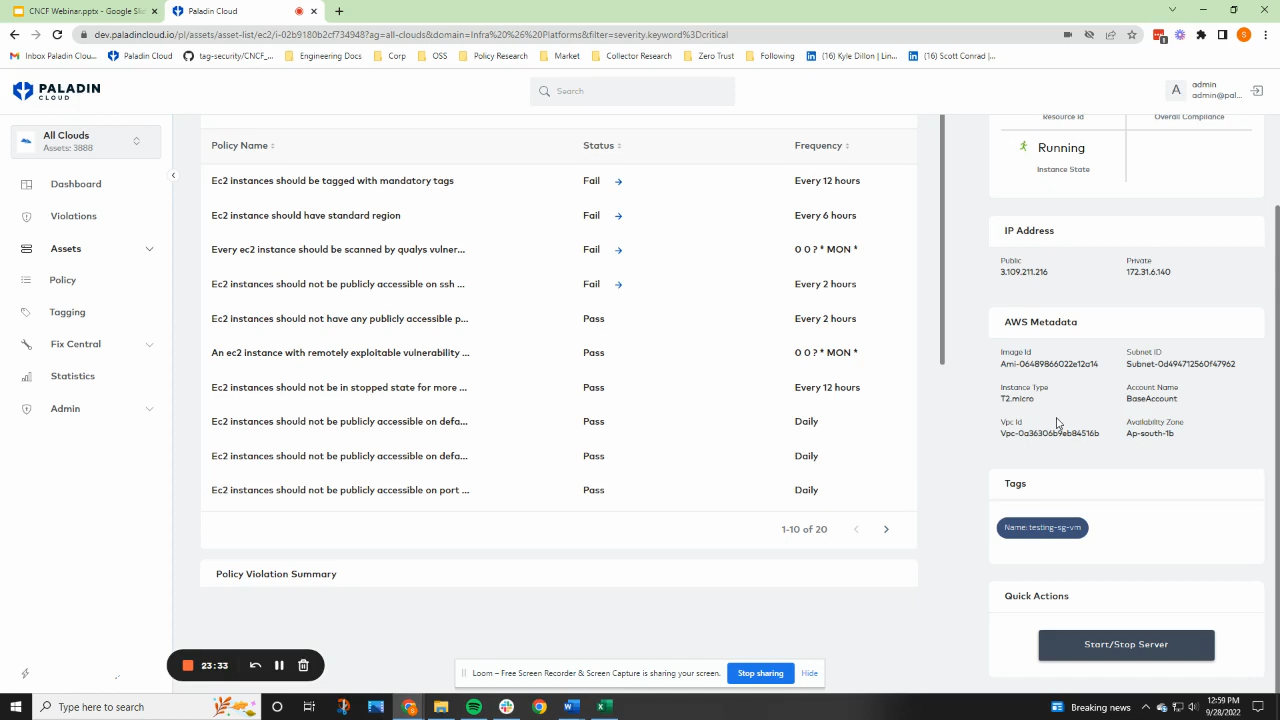 CNCF Webinar.pptx - Google Slid
Paladin Cloud
dev.paladincloud.io/pl/assets/asset-list/ec2/i-02b9180b2cf734948?ag=all-clouds&domain=Infra%20%26%20Platforms&filter=severity.keyword%3Dcritical
Inbox Paladin Clou...
Paladin Cloud
tag-security/CNCF_...
Engineering Docs
Corp
OSS
Policy Research
Market
Collector Research
Zero Trust
Following
(16) Kyle Dillon | Lin...
(16) Scott Conrad |...
PALADIN
CLOUD
Search
A
admin
admin@pal...
All Clouds
Assets: 3888
Dashboard
Violations
Assets
Policy
Tagging
Fix Central
Statistics
Admin
Policy Name
Status
Frequency
Ec2 instances should be tagged with mandatory tags
Fail
Every 12 hours
Ec2 instance should have standard region
Fail
Every 6 hours
Every ec2 instance should be scanned by qualys vulner...
Fail
0 0 ? * MON *
Ec2 instances should not be publicly accessible on ssh ...
Fail
Every 2 hours
Ec2 instances should not have any publicly accessible p...
Pass
Every 2 hours
An ec2 instance with remotely exploitable vulnerability ...
Pass
0 0 ? * MON *
Ec2 instances should not be in stopped state for more ...
Pass
Every 12 hours
Ec2 instances should not be publicly accessible on defa...
Pass
Daily
Ec2 instances should not be publicly accessible on defa...
Pass
Daily
Ec2 instances should not be publicly accessible on port ...
Pass
Daily
1-10 of 20
Policy Violation Summary
Resource Id
Overall Compliance
Running
Instance State
IP Address
Public
Private
3.109.211.216
172.31.6.140
AWS Metadata
Image Id
Subnet ID
Ami-06489866022e12a14
Subnet-0d494712560f47962
Instance Type
Account Name
T2.micro
BaseAccount
Vpc Id
Availability Zone
Vpc-0a36306b9eb84516b
Ap-south-1b
Tags
Name: testing-sg-vm
Quick Actions
Start/Stop Server
23:33
Loom – Free Screen Recorder & Screen Capture is sharing your screen.
Stop sharing
Hide
Type here to search
Breaking news
12:59 PM
9/28/2022